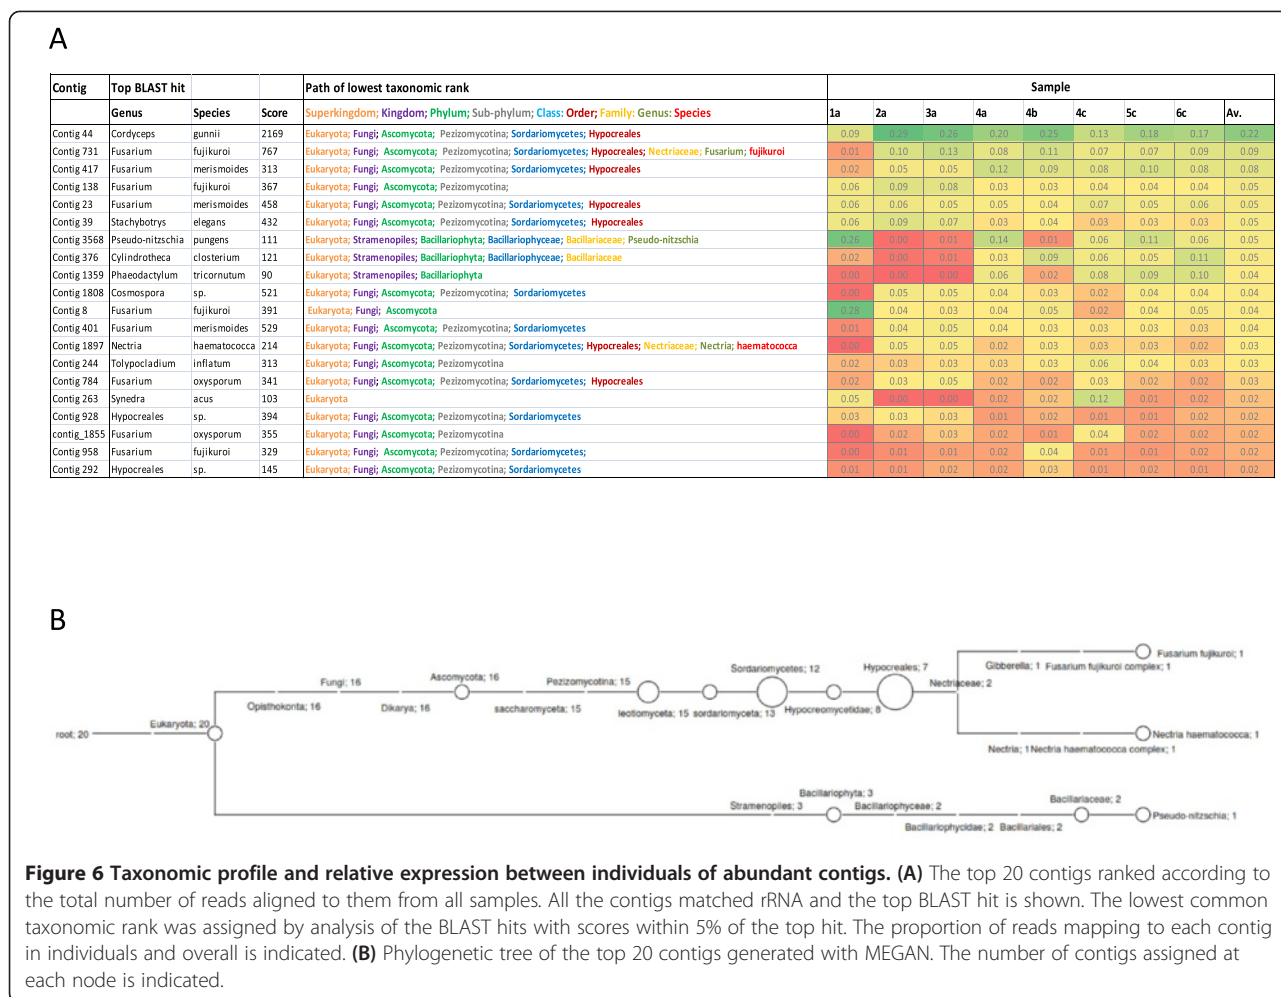 A
Contig Top BLAST hit Path of lowest taxonomic rank Sample
Genus Species Score Superkingdom; Kingdom; Phylum; Sub-phylum; Class: Order; Family: Genus: Species 1a 2a 3a 4a 4b 4c 5c 6c Av.
Contig 44 Cordyceps gunnii 2169 Eukaryota; Fungi; Ascomycota; Pezizomycotina; Sordariomycetes; Hypocreales 0.09 0.29 0.26 0.20 0.25 0.13 0.18 0.17 0.22
Contig 731 Fusarium fujikuroi 767 Eukaryota; Fungi; Ascomycota; Pezizomycotina; Sordariomycetes; Hypocreales; Nectriaceae; Fusarium; fujikuroi 0.01 0.10 0.13 0.08 0.11 0.07 0.07 0.09 0.09
Contig 417 Fusarium merismoides 313 Eukaryota; Fungi; Ascomycota; Pezizomycotina; Sordariomycetes; Hypocreales 0.02 0.05 0.05 0.12 0.09 0.08 0.10 0.08 0.08
Contig 138 Fusarium fujikuroi 367 Eukaryota; Fungi; Ascomycota; Pezizomycotina; 0.06 0.09 0.08 0.03 0.03 0.04 0.04 0.04 0.05
Contig 23 Fusarium merismoides 458 Eukaryota; Fungi; Ascomycota; Pezizomycotina; Sordariomycetes; Hypocreales 0.06 0.06 0.05 0.05 0.04 0.07 0.05 0.06 0.05
Contig 39 Stachybotrys elegans 432 Eukaryota; Fungi; Ascomycota; Pezizomycotina; Sordariomycetes; Hypocreales 0.06 0.09 0.07 0.03 0.04 0.03 0.03 0.03 0.05
Contig 3568 Pseudo-nitzschia pungens 111 Eukaryota; Stramenopiles; Bacillariophyta; Bacillariophyceae; Bacillariaceae; Pseudo-nitzschia 0.26 0.00 0.01 0.14 0.01 0.06 0.11 0.06 0.05
Contig 376 Cylindrotheca closterium 121 Eukaryota; Stramenopiles; Bacillariophyta; Bacillariophyceae; Bacillariaceae 0.02 0.00 0.01 0.03 0.09 0.06 0.05 0.11 0.05
Contig 1359 Phaeodactylum tricornutum 90 Eukaryota; Stramenopiles; Bacillariophyta 0.00 0.00 0.00 0.06 0.02 0.08 0.09 0.10 0.04
Contig 1808 Cosmospora sp. 521 Eukaryota; Fungi; Ascomycota; Pezizomycotina; Sordariomycetes 0.00 0.05 0.05 0.04 0.03 0.02 0.04 0.04 0.04
Contig 8 Fusarium fujikuroi 391 Eukaryota; Fungi; Ascomycota 0.28 0.04 0.03 0.04 0.05 0.02 0.04 0.05 0.04
Contig 401 Fusarium merismoides 529 Eukaryota; Fungi; Ascomycota; Pezizomycotina; Sordariomycetes 0.01 0.04 0.05 0.04 0.03 0.03 0.03 0.03 0.04
Contig 1897 Nectria haematococca 214 Eukaryota; Fungi; Ascomycota; Pezizomycotina; Sordariomycetes; Hypocreales; Nectriaceae; Nectria; haematococca 0.00 0.05 0.05 0.02 0.03 0.03 0.03 0.02 0.03
Contig 244 Tolypocladium inflatum 313 Eukaryota; Fungi; Ascomycota; Pezizomycotina 0.02 0.03 0.03 0.03 0.03 0.06 0.04 0.03 0.03
Contig 784 Fusarium oxysporum 341 Eukaryota; Fungi; Ascomycota; Pezizomycotina; Sordariomycetes; Hypocreales 0.02 0.03 0.05 0.02 0.02 0.03 0.02 0.02 0.03
Contig 263 Synedra acus 103 Eukaryota 0.05 0.00 0.00 0.02 0.02 0.12 0.01 0.02 0.02
Contig 928 Hypocreales sp. 394 Eukaryota; Fungi; Ascomycota; Pezizomycotina; Sordariomycetes 0.03 0.03 0.03 0.01 0.02 0.01 0.01 0.02 0.02
contig_1855 Fusarium oxysporum 355 Eukaryota; Fungi; Ascomycota; Pezizomycotina 0.00 0.02 0.03 0.02 0.01 0.04 0.02 0.02 0.02
Contig 958 Fusarium fujikuroi 329 Eukaryota; Fungi; Ascomycota; Pezizomycotina; Sordariomycetes; 0.00 0.01 0.01 0.02 0.04 0.01 0.01 0.02 0.02
Contig 292 Hypocreales sp. 145 Eukaryota; Fungi; Ascomycota; Pezizomycotina; Sordariomycetes 0.01 0.01 0.02 0.02 0.03 0.01 0.02 0.01 0.02
B
root; 20
Eukaryota; 20
Opisthokonta; 16
Fungi; 16
Dikarya; 16
Ascomycota; 16
saccharomyceta; 15
Pezizomycotina; 15
leotiomyceta; 15
sordariomyceta; 13
Sordariomycetes; 12
Hypocreomycetidae; 8
Hypocreales; 7
Nectriaceae; 2
Gibberella; 1
Fusarium fujikuroi complex; 1
Fusarium fujikuroi; 1
Nectria; 1
Nectria haematococca complex; 1
Nectria haematococca; 1
Stramenopiles; 3
Bacillariophyta; 3
Bacillariophyceae; 2
Bacillariophycidae; 2
Bacillariales; 2
Bacillariaceae; 2
Pseudo-nitzschia; 1
Figure 6 Taxonomic profile and relative expression between individuals of abundant contigs. (A) The top 20 contigs ranked according to
the total number of reads aligned to them from all samples. All the contigs matched rRNA and the top BLAST hit is shown. The lowest common
taxonomic rank was assigned by analysis of the BLAST hits with scores within 5% of the top hit. The proportion of reads mapping to each contig
in individuals and overall is indicated. (B) Phylogenetic tree of the top 20 contigs generated with MEGAN. The number of contigs assigned at
each node is indicated.